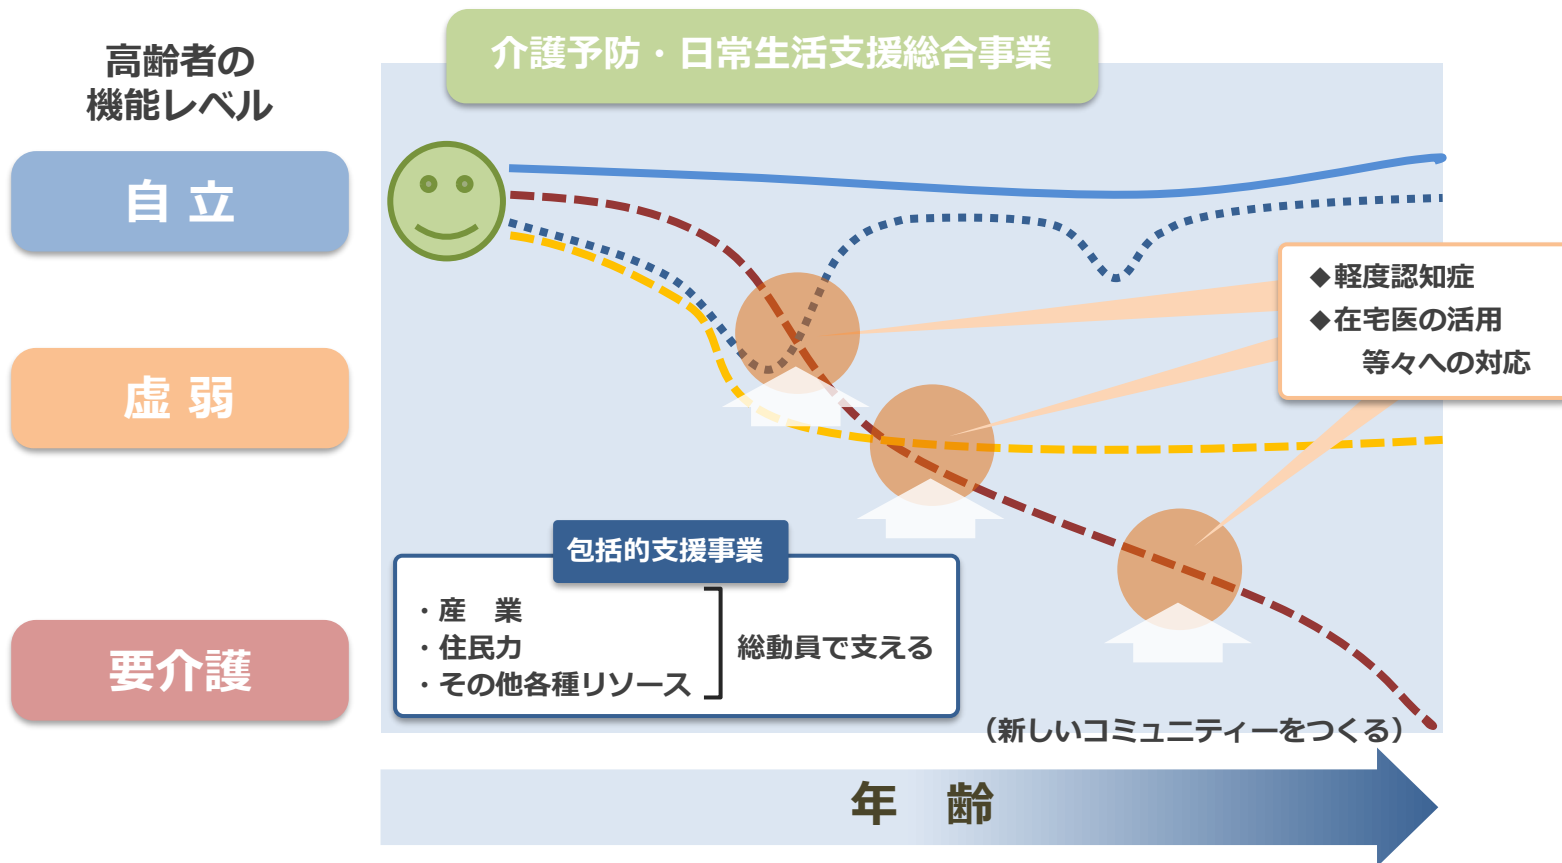 介護予防・日常生活支援総合事業
高齢者の
機能レベル
自 立
虚 弱
要介護
◆軽度認知症
◆在宅医の活用
等々への対応
包括的支援事業
・産　業
・住民力
・その他各種リソース
総動員で支える
（新しいコミュニティーをつくる）
年　齢